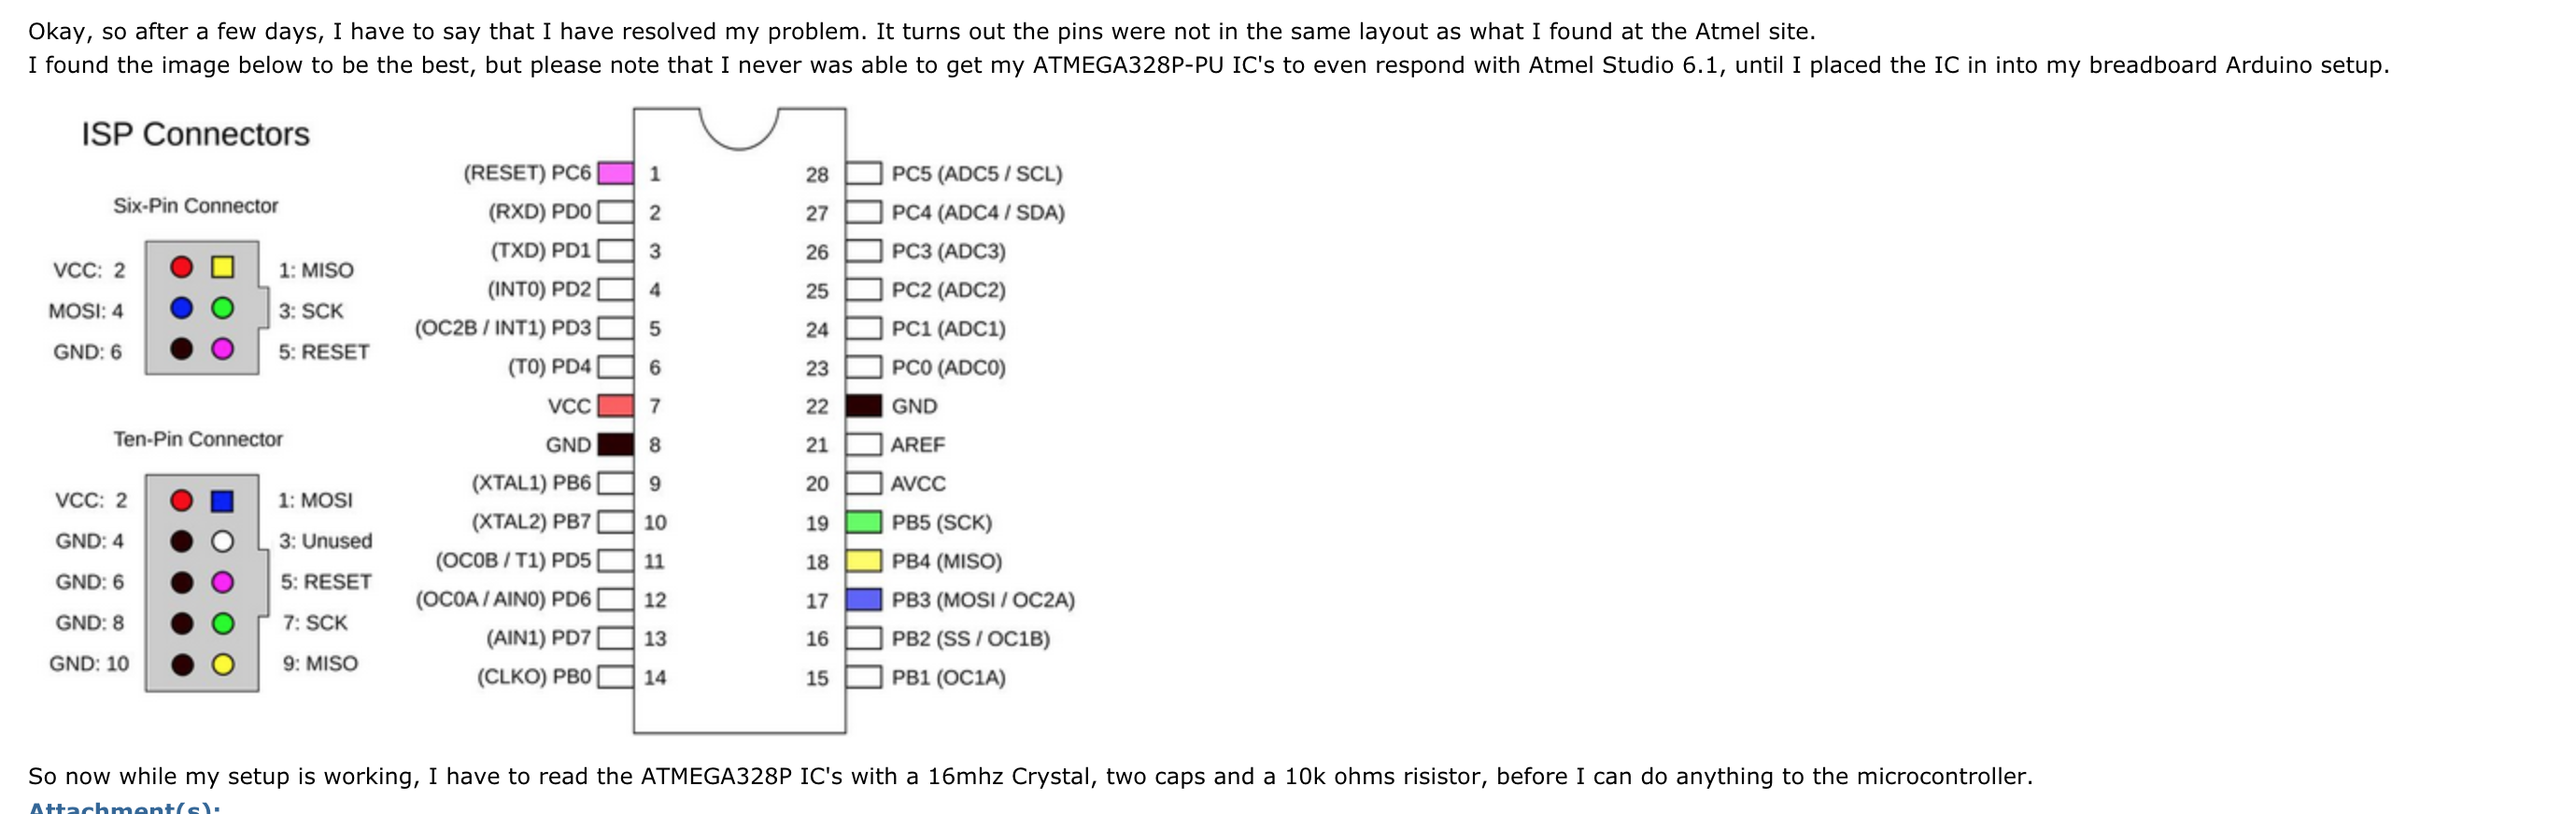 Okay, so after a few days, I have to say that I have resolved my problem. It turns out the pins were not in the same layout as what I found at the Atmel site.
I found the image below to be the best, but please note that I never was able to get my ATMEGA328P-PU IC's to even respond with Atmel Studio 6.1, until I placed the IC in into my breadboard Arduino setup.
ISP Connectors
Six-Pin Connector
VCC: 2 1: MISO
MOSI: 4 3: SCK
GND: 6 5: RESET
Ten-Pin Connector
VCC: 2 1: MOSI
GND: 4 3: Unused
GND: 6 5: RESET
GND: 8 7: SCK
GND: 10 9: MISO
(RESET) PC6 1 28 PC5 (ADC5 / SCL)
(RXD) PD0 2 27 PC4 (ADC4 / SDA)
(TXD) PD1 3 26 PC3 (ADC3)
(INT0) PD2 4 25 PC2 (ADC2)
(OC2B / INT1) PD3 5 24 PC1 (ADC1)
(T0) PD4 6 23 PC0 (ADC0)
VCC 7 22 GND
GND 8 21 AREF
(XTAL1) PB6 9 20 AVCC
(XTAL2) PB7 10 19 PB5 (SCK)
(OC0B / T1) PD5 11 18 PB4 (MISO)
(OC0A / AIN0) PD6 12 17 PB3 (MOSI / OC2A)
(AIN1) PD7 13 16 PB2 (SS / OC1B)
(CLKO) PB0 14 15 PB1 (OC1A)
So now while my setup is working, I have to read the ATMEGA328P IC's with a 16mhz Crystal, two caps and a 10k ohms risistor, before I can do anything to the microcontroller.
Attachment(s):